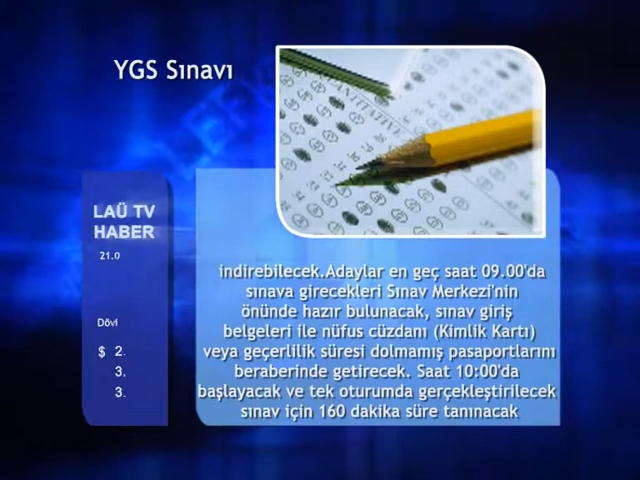 YGS Sınavı
QUANTITATIVE
LAÜ TV
HABER
21.0
Dövi
$ 2.
3,
3.
indirebilecek.Adaylar en geç saat 09.00'da
sınava girecekleri Sınav Merkezi'nin
önünde hazır bulunacak, sınav giriş
belgeleri ile nüfus cüzdanı (Kimlik Kartı)
veya geçerlilik süresi dolmamış pasaportlarını
beraberinde getirecek. Saat 10:00'da
başlayacak ve tek oturumda gerçekleştirilecek
sınav için 160 dakika süre tanınacak